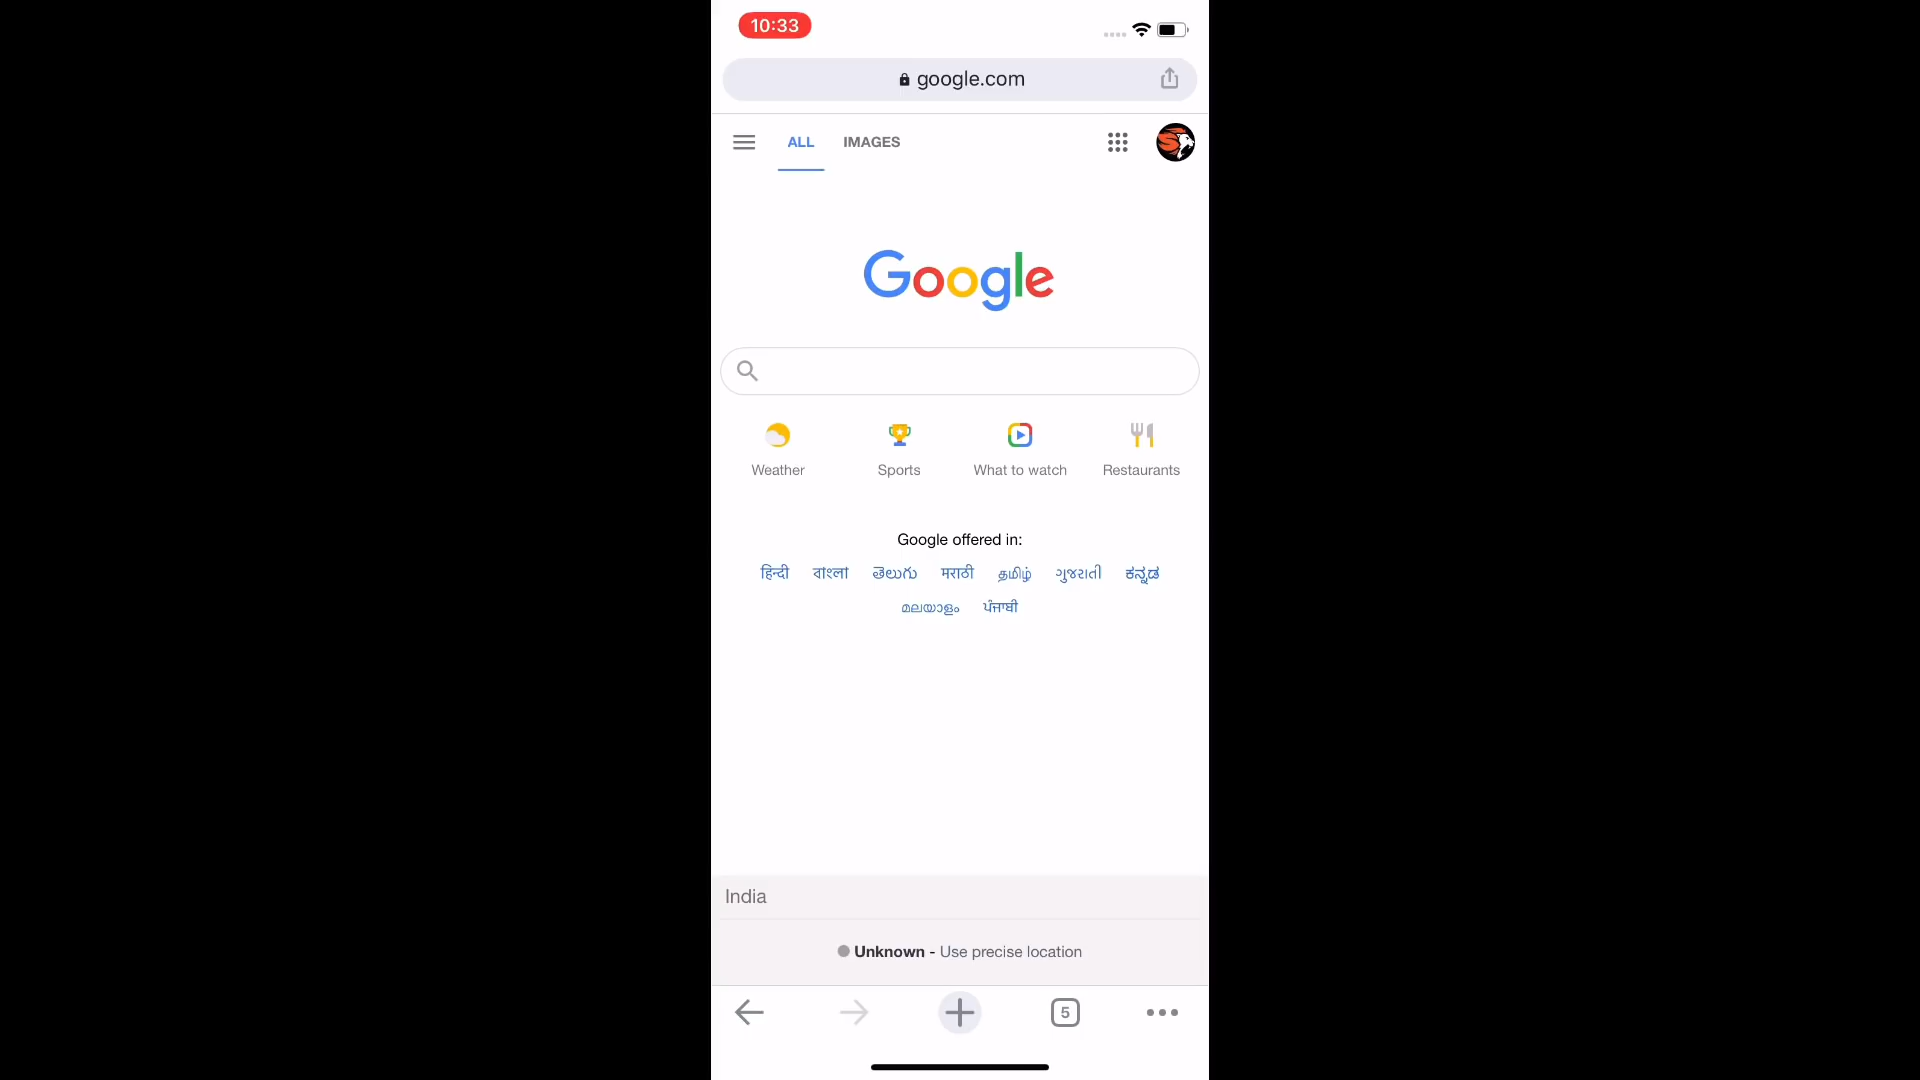 10:33
google.com
ALL IMAGES
Google
Weather Sports What to watch Restaurants
Google offered in:
हिन्दी বাংলা తెలుగు मराठी தமிழ் ગુજરાતી ಕನ್ನಡ
മലയാളം ਪੰਜਾਬੀ
India
Unknown - Use precise location
5